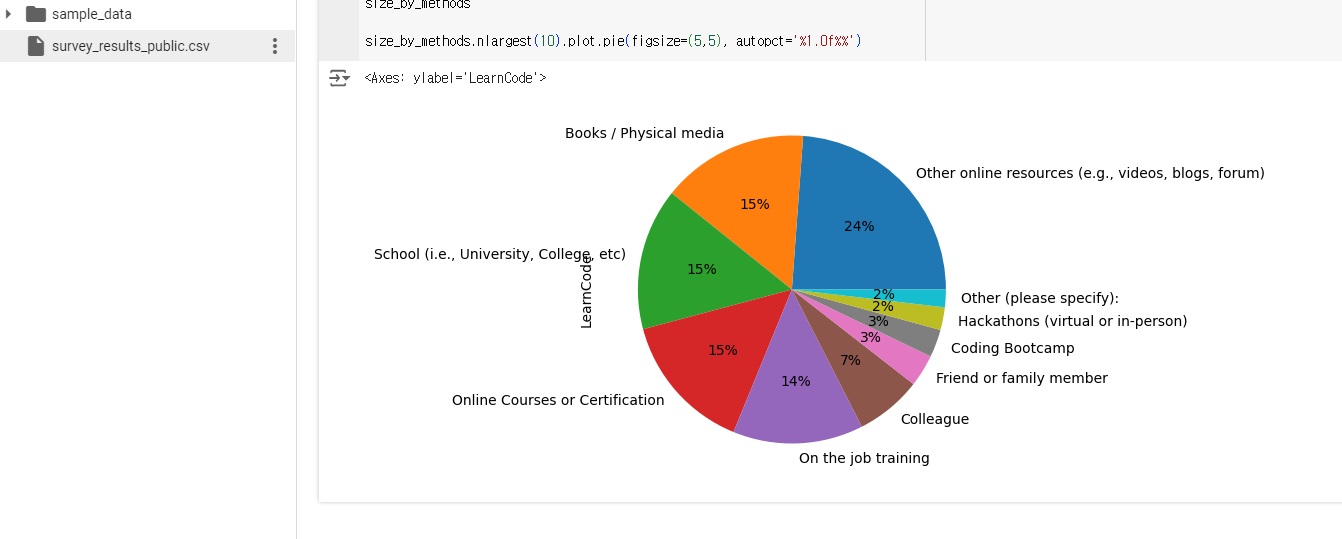 sample_data
survey_results_public.csv
size_by_methods
size_by_methods.nlargest(10).plot.pie(figsize=(5,5), autopct='%1.0f%%')
<Axes: ylabel='LearnCode'>
Books / Physical media
Other online resources (e.g., videos, blogs, forum)
15%
24%
School (i.e., University, College, etc)
15%
LearnCode
2%
Other (please specify):
2%
Hackathons (virtual or in-person)
3%
Coding Bootcamp
3%
Friend or family member
15%
7%
14%
Online Courses or Certification
Colleague
On the job training